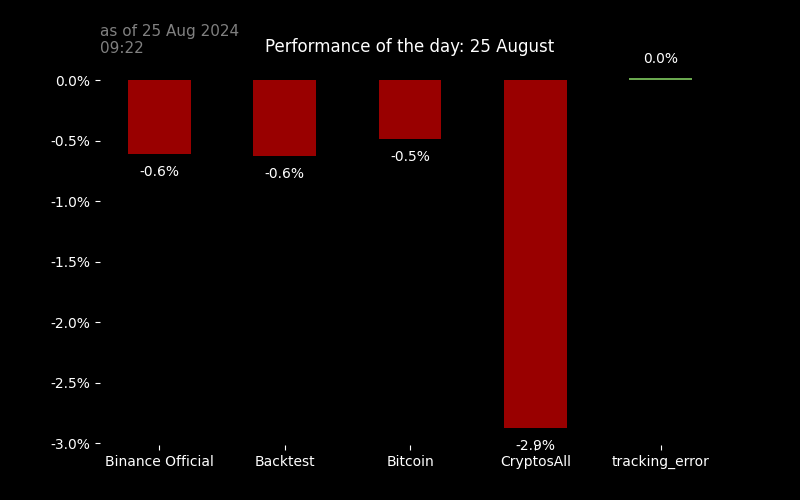 as of 25 Aug 2024
09:22
Performance of the day: 25 August
0.0%
0.0%
-0.5%
-1.0%
-1.5%
-2.0%
-2.5%
-3.0%
-0.6%
-0.6%
-0.5%
-2.9%
Binance Official
Backtest
Bitcoin
CryptosAll
tracking_error